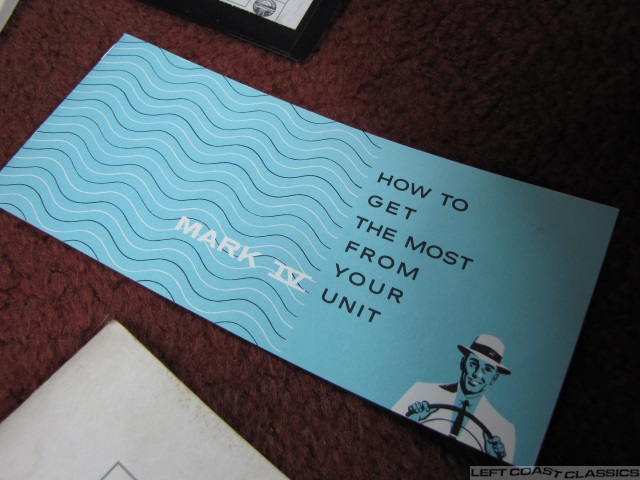 MARK IV
HOW TO
GET
THE MOST
FROM
YOUR
UNIT
LEFT COAST CLASSICS